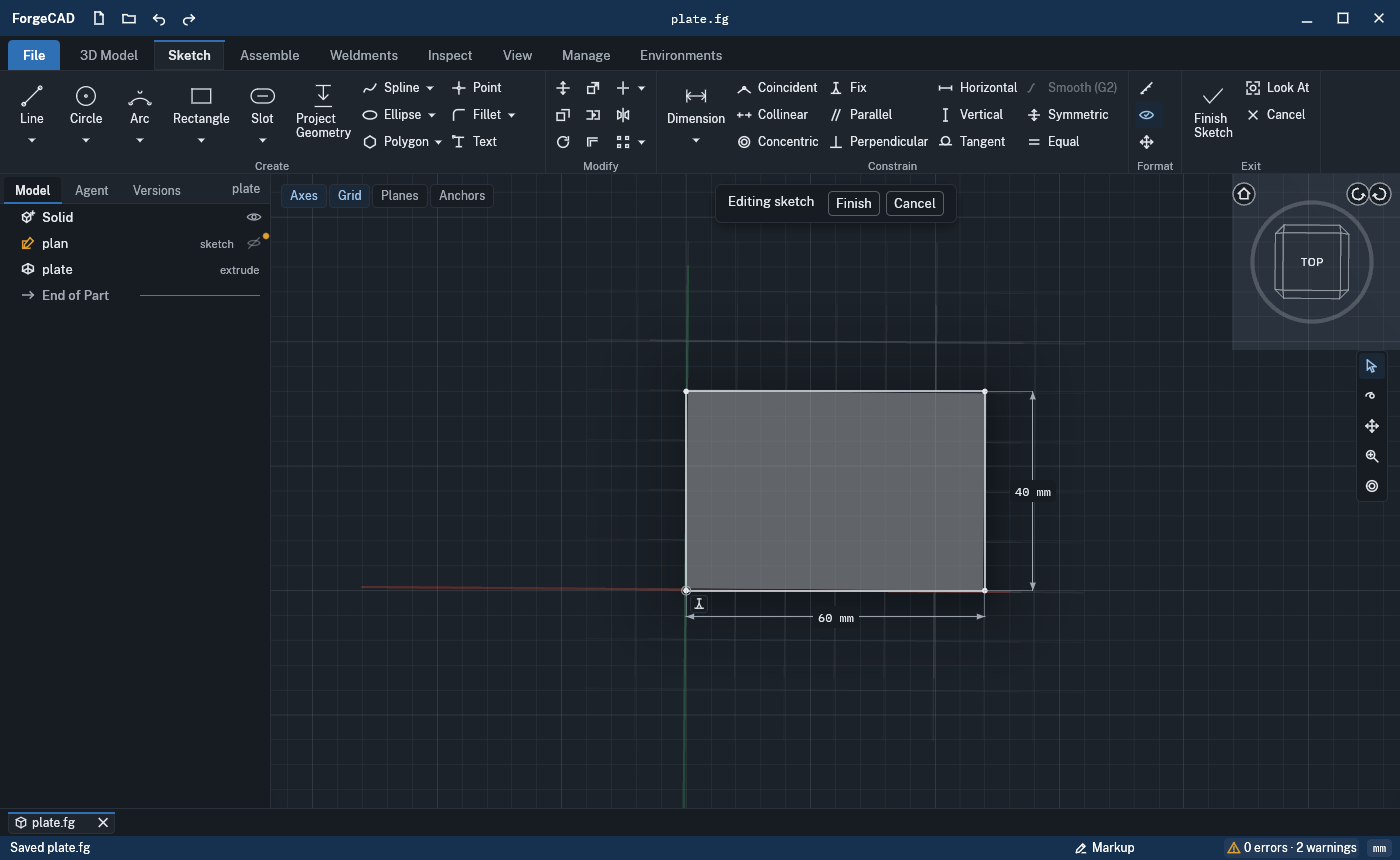 ForgeCAD
plate.fg
File
3D Model
Sketch
Assemble
Weldments
Inspect
View
Manage
Environments
Line
Circle
Arc
Rectangle
Slot
Project
Geometry
Spline
Ellipse
Polygon
Point
Fillet
Text
Create
Modify
Dimension
Coincident
Collinear
Concentric
Fix
Parallel
Perpendicular
Horizontal
Vertical
Tangent
Smooth (G2)
Symmetric
Equal
Constrain
Format
Finish
Sketch
Look At
Cancel
Exit
Model
Agent
Versions
plate
Solid
plan
sketch
plate
extrude
End of Part
Axes
Grid
Planes
Anchors
Editing sketch
Finish
Cancel
TOP
40 mm
60 mm
plate.fg
Saved plate.fg
Markup
0 errors · 2 warnings
mm